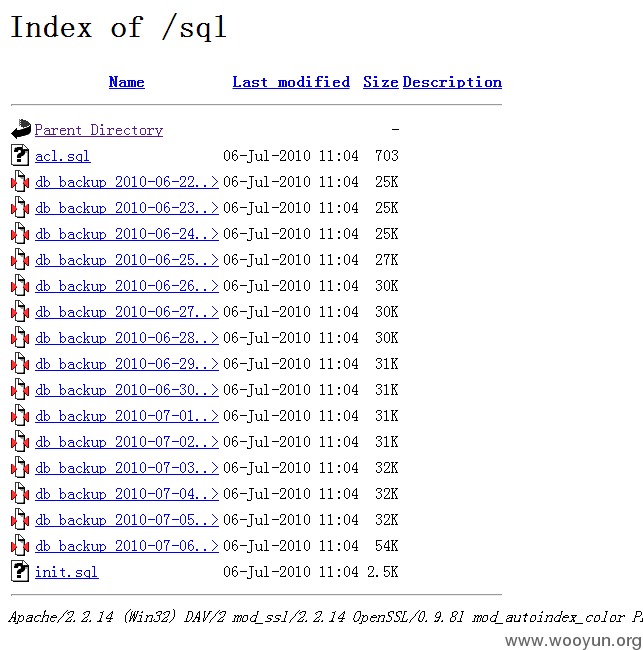 Index of /sql
Name Last modified Size Description
Parent Directory -
acl.sql 06-Jul-2010 11:04 703
db_backup_2010-06-22..> 06-Jul-2010 11:04 25K
db_backup_2010-06-23..> 06-Jul-2010 11:04 25K
db_backup_2010-06-24..> 06-Jul-2010 11:04 25K
db_backup_2010-06-25..> 06-Jul-2010 11:04 27K
db_backup_2010-06-26..> 06-Jul-2010 11:04 30K
db_backup_2010-06-27..> 06-Jul-2010 11:04 30K
db_backup_2010-06-28..> 06-Jul-2010 11:04 30K
db_backup_2010-06-29..> 06-Jul-2010 11:04 31K
db_backup_2010-06-30..> 06-Jul-2010 11:04 31K
db_backup_2010-07-01..> 06-Jul-2010 11:04 31K
db_backup_2010-07-02..> 06-Jul-2010 11:04 31K
db_backup_2010-07-03..> 06-Jul-2010 11:04 32K
db_backup_2010-07-04..> 06-Jul-2010 11:04 32K
db_backup_2010-07-05..> 06-Jul-2010 11:04 32K
db_backup_2010-07-06..> 06-Jul-2010 11:04 54K
init.sql 06-Jul-2010 11:04 2.5K
Apache/2.2.14 (Win32) DAV/2 mod_ssl/2.2.14 OpenSSL/0.9.8l mod_autoindex_color
www.wooyun.org